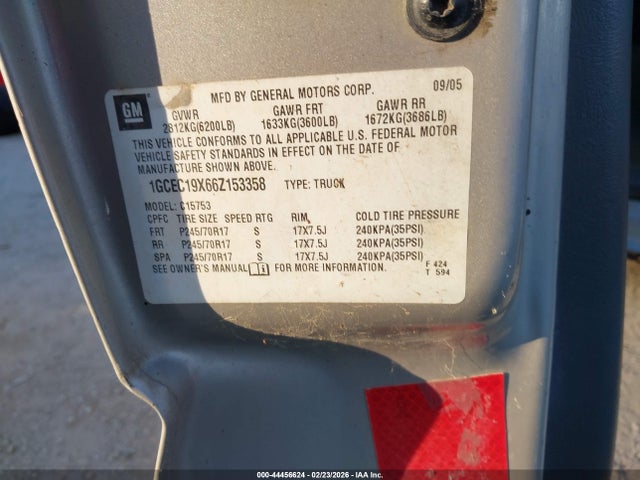 MFD BY GENERAL MOTORS CORP. 09/05
GM
GVWR GAWR FRT GAWR RR
2812KG(6200LB) 1633KG(3600LB) 1672KG(3686LB)
THIS VEHICLE CONFORMS TO ALL APPLICABLE U.S. FEDERAL MOTOR
VEHICLE SAFETY STANDARDS IN EFFECT ON THE DATE OF
MANUFACTURE SHOWN ABOVE.
1GCEC19X66Z153358 TYPE: TRUCK
MODEL: C15753
CPFC TIRE SIZE SPEED RTG RIM COLD TIRE PRESSURE
FRT P245/70R17 S 17X7.5J 240KPA(35PSI)
RR P245/70R17 S 17X7.5J 240KPA(35PSI)
SPA P245/70R17 S 17X7.5J 240KPA(35PSI)
SEE OWNER'S MANUAL FOR MORE INFORMATION.
F 424
T 594
000-44456624 | 02/23/2026 - COPART, INC.